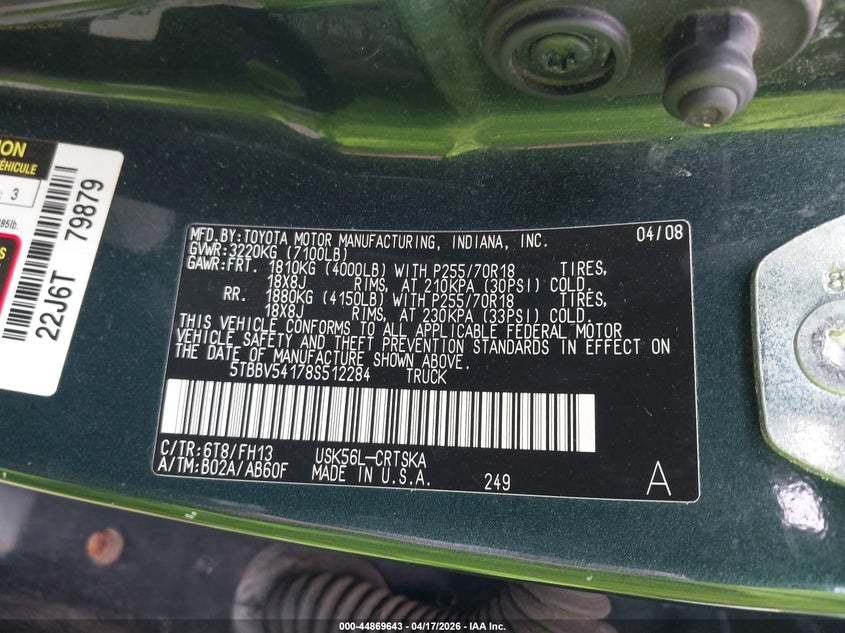 ION
VÉHICULE
: 3
895lb.
S
22J6T 79879
MFD.BY:TOYOTA MOTOR MANUFACTURING, INDIANA, INC. 04/08
GVWR:3220KG (7100LB)
GAWR:FRT. 1810KG (4000LB) WITH P255/70R18 TIRES,
18X8J RIMS, AT 210KPA (30PSI) COLD.
RR. 1880KG (4150LB) WITH P255/70R18 TIRES,
18X8J RIMS, AT 230KPA (33PSI) COLD.
THIS VEHICLE CONFORMS TO ALL APPLICABLE FEDERAL MOTOR
VEHICLE SAFETY AND THEFT PREVENTION STANDARDS IN EFFECT ON
THE DATE OF MANUFACTURE SHOWN ABOVE.
5TBBV54178S512284 TRUCK
C/TR:6T8/FH13 USK56L-CRTSKA
A/TM:B02A/AB60F MADE IN U.S.A. 249 A
000-44869643 - 04/17/2026 - IAA Inc.